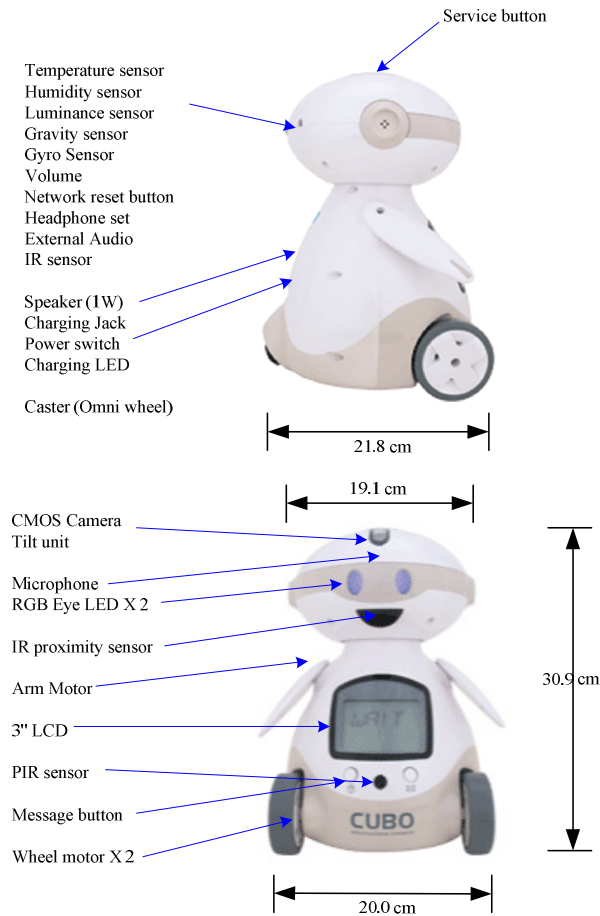 Service button
Temperature sensor
Humidity sensor
Luminance sensor
Gravity sensor
Gyro Sensor
Volume
Network reset button
Headphone set
External Audio
IR sensor
Speaker (1W)
Charging Jack
Power switch
Charging LED
Caster (Omni wheel)
21.8 cm
19.1 cm
CMOS Camera
Tilt unit
Microphone
RGB Eye LED X 2
IR proximity sensor
Arm Motor
30.9 cm
3" LCD
WAIT
PIR sensor
Message button
CUBO
Wheel motor X 2
20.0 cm